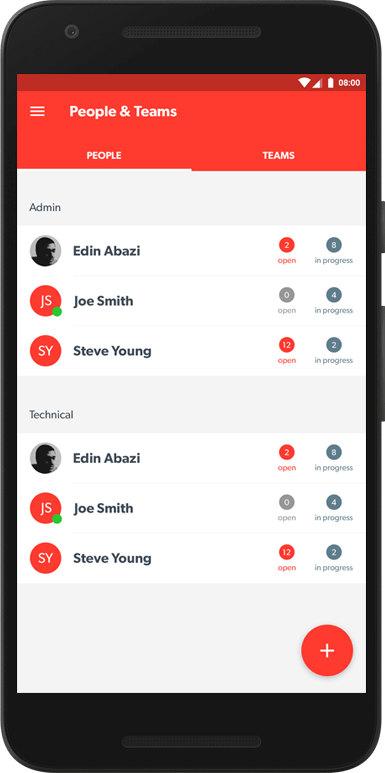 08:00
People & Teams
PEOPLE TEAMS
Admin
Edin Abazi 2 open 8 in progress
JS Joe Smith 0 open 4 in progress
SY Steve Young 12 open 2 in progress
Technical
Edin Abazi 2 open 8 in progress
JS Joe Smith 0 open 4 in progress
SY Steve Young 12 open 2 in progress
+